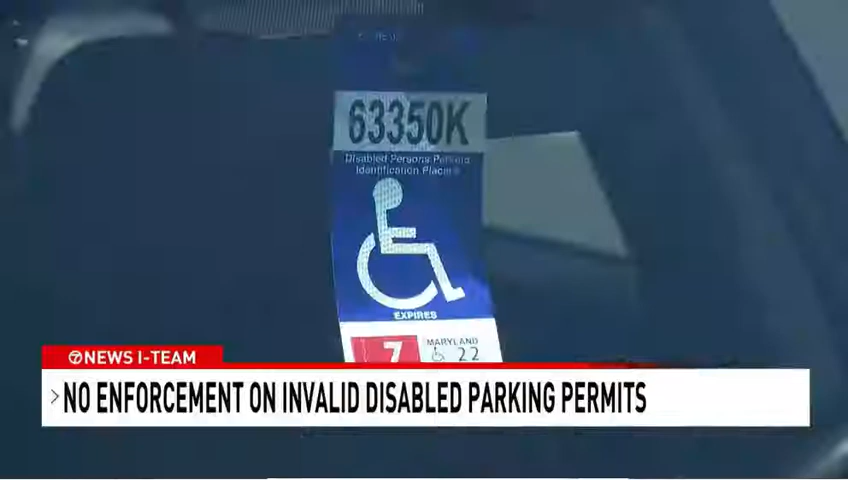 63350K
Disabled Persons Parking
Identification Placard
EXPIRES
7
MARYLAND
22
7NEWS I-TEAM
NO ENFORCEMENT ON INVALID DISABLED PARKING PERMITS